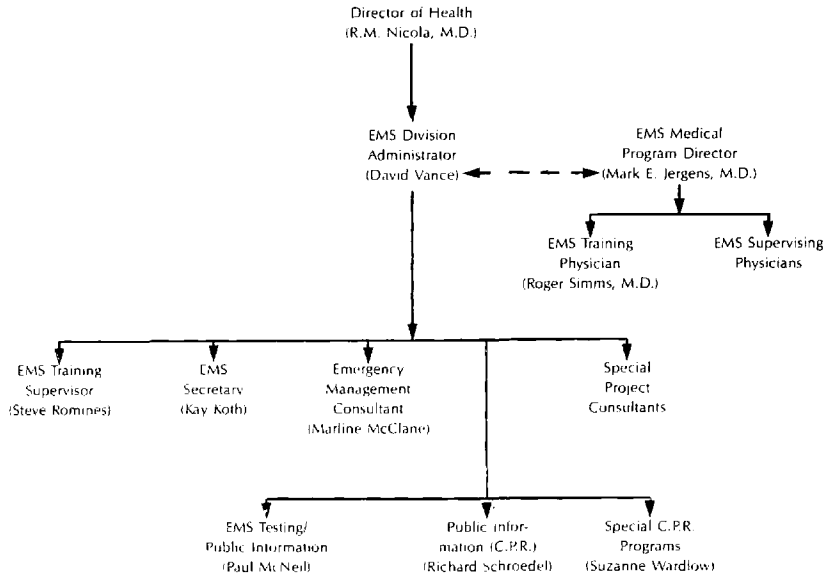 Director of Health
(R.M. Nicola, M.D.)
EMS Division
Administrator
(David Vance)
EMS Medical
Program Director
(Mark E. Jergens, M.D.)
EMS Training
Physician
(Roger Simms, M.D.)
EMS Supervising
Physicians
EMS Training
Supervisor
(Steve Romines)
EMS
Secretary
(Kay Koth)
Emergency
Management
Consultant
(Marline McClane)
Special
Project
Consultants
EMS Testing/
Public Information
(Paul McNeil)
Public Infor-
mation (C.P.R.)
(Richard Schroedel)
Special C.P.R.
Programs
(Suzanne Wardlow)